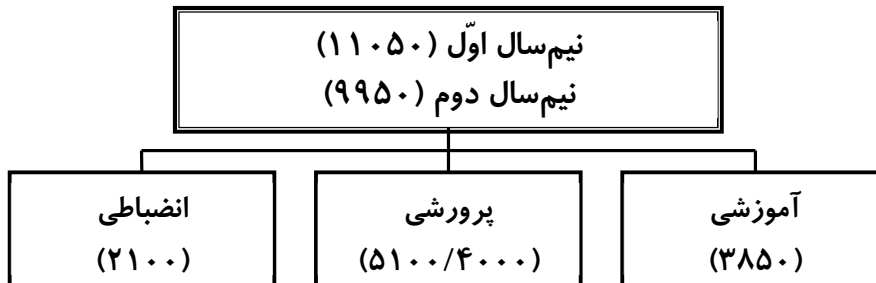 نیم‌سال اوّل (۱۱۰۵۰)
نیم‌سال دوم (۹۹۵۰)
آموزشی
(۳۸۵۰)
پرورشی
(۵۱۰۰/۴۰۰۰)
انضباطی
(۲۱۰۰)